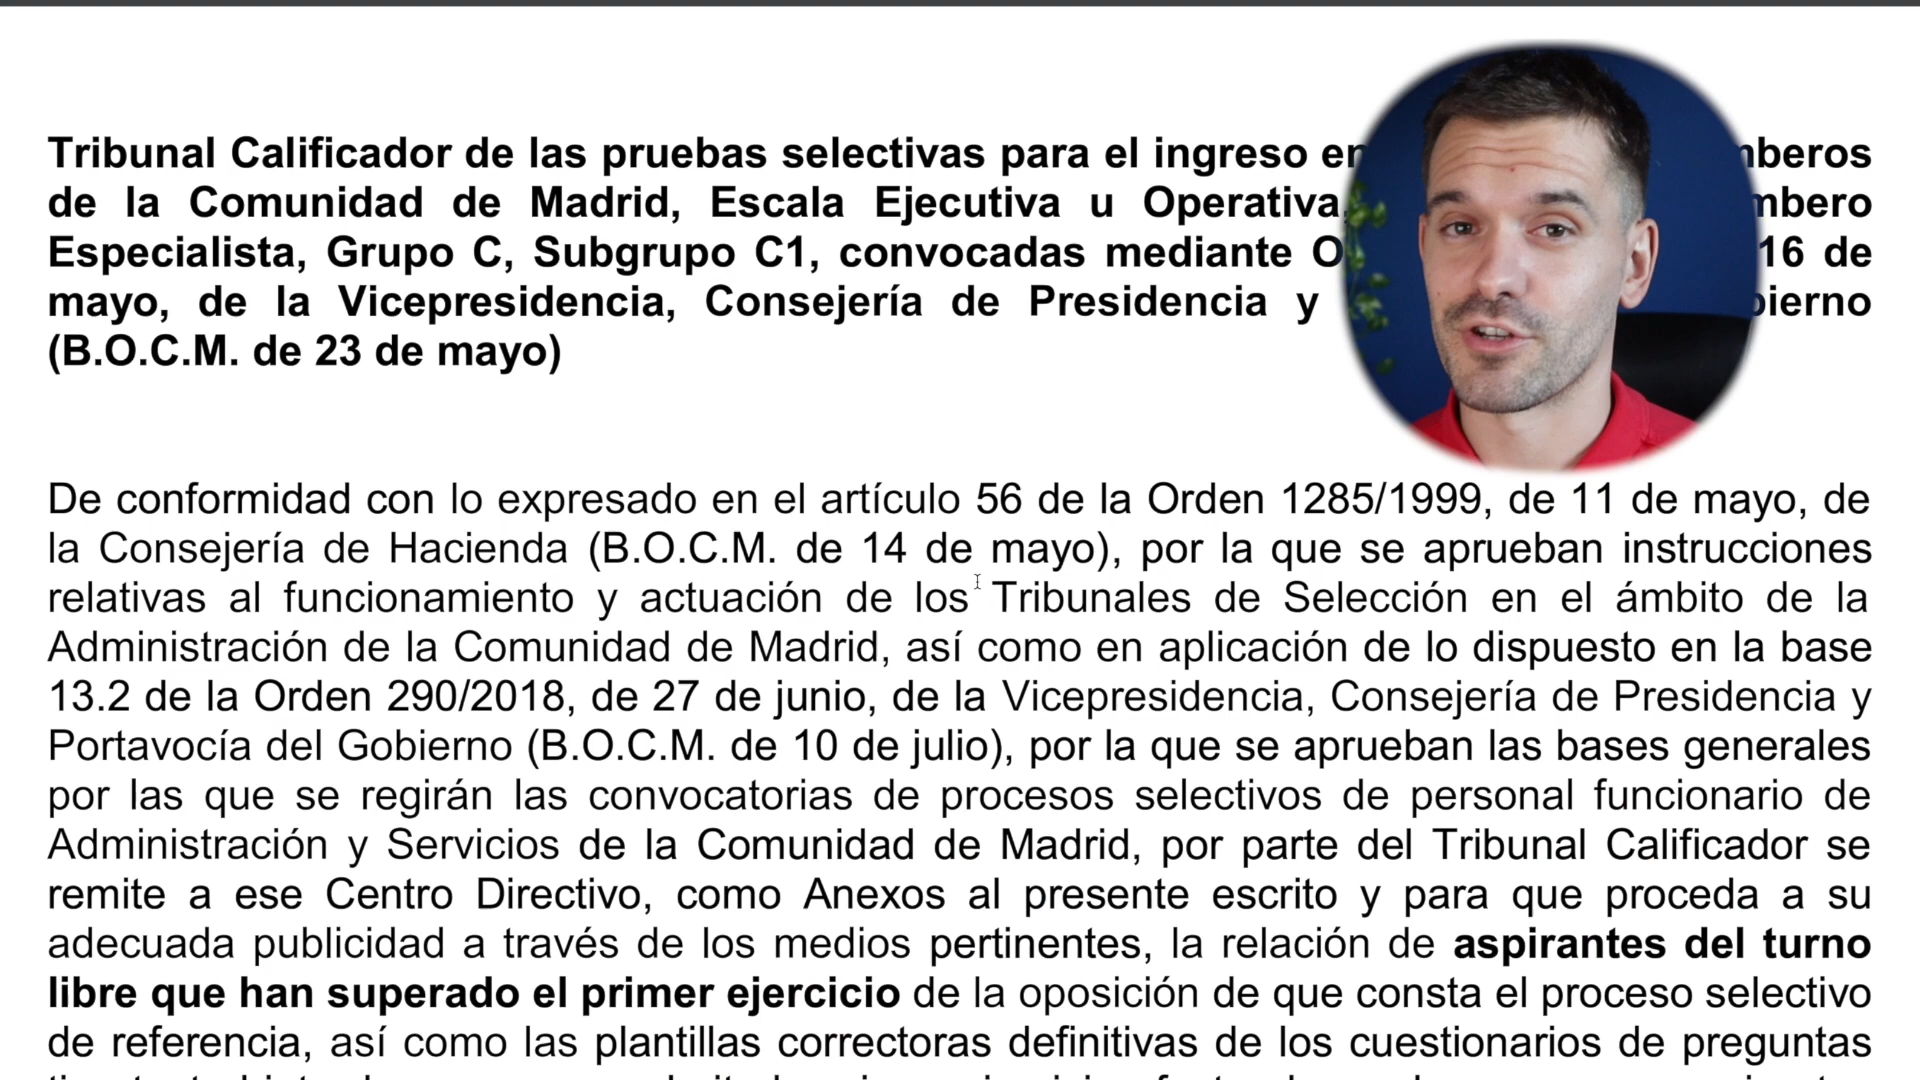 Tribunal Calificador de las pruebas selectivas para el ingreso en
de la Comunidad de Madrid, Escala Ejecutiva u Operativa,
Especialista, Grupo C, Subgrupo C1, convocadas mediante 16 de
mayo, de la Vicepresidencia, Consejería de Presidencia y
(B.O.C.M. de 23 de mayo)
De conformidad con lo expresado en el artículo 56 de la Orden 1285/1999, de 11 de mayo, de
la Consejería de Hacienda (B.O.C.M. de 14 de mayo), por la que se aprueban instrucciones
relativas al funcionamiento y actuación de los Tribunales de Selección en el ámbito de la
Administración de la Comunidad de Madrid, así como en aplicación de lo dispuesto en la base
13.2 de la Orden 290/2018, de 27 de junio, de la Vicepresidencia, Consejería de Presidencia y
Portavocía del Gobierno (B.O.C.M. de 10 de julio), por la que se aprueban las bases generales
por las que se regirán las convocatorias de procesos selectivos de personal funcionario de
Administración y Servicios de la Comunidad de Madrid, por parte del Tribunal Calificador se
remite a ese Centro Directivo, como Anexos al presente escrito y para que proceda a su
adecuada publicidad a través de los medios pertinentes, la relación de aspirantes del turno
libre que han superado el primer ejercicio de la oposición de que consta el proceso selectivo
de referencia, así como las plantillas correctoras definitivas de los cuestionarios de preguntas